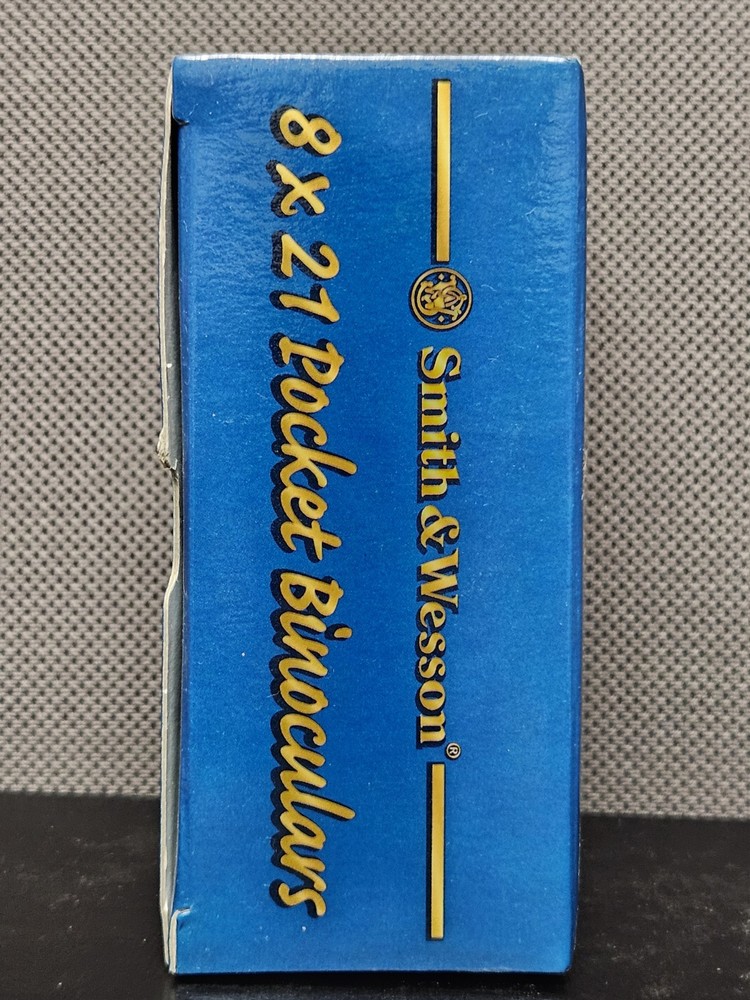 Smith & Wesson®
8 x 21 Pocket Binoculars